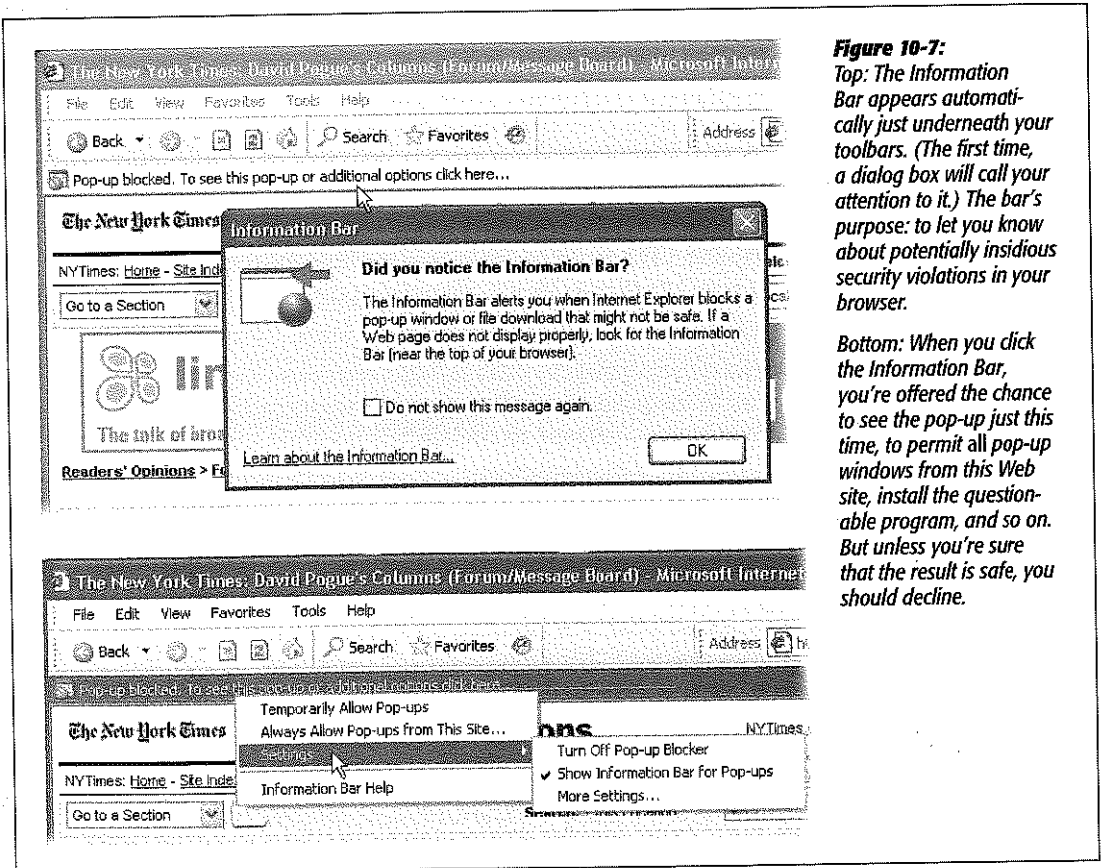 The New York Times: David Pogue's Columns (Forum/Message Board) - Microsoft Intern
File Edit View Favorites Tools Help
Back Search Favorites Address
Pop-up blocked. To see this pop-up or additional options click here...
The New York Times
NYTimes: Home - Site Inde
Go to a Section
lin
The talk of broa
Readers' Opinions > Fo
Information Bar
Did you notice the Information Bar?
The Information Bar alerts you when Internet Explorer blocks a
pop-up window or file download that might not be safe. If a
Web page does not display properly, look for the Information
Bar (near the top of your browser).
Do not show this message again.
Learn about the Information Bar...
OK
The New York Times: David Pogue's Columns (Forum/Message Board) - Microsoft Internet
File Edit View Favorites Tools Help
Back Search Favorites Address h
Pop-up blocked. To see this pop-up or additional options click here...
The New York Times
NYTimes
NYTimes: Home - Site Inde
Go to a Section
Temporarily Allow Pop-ups
Always Allow Pop-ups from This Site...
Settings
Information Bar Help
Turn Off Pop-up Blocker
✓ Show Information Bar for Pop-ups
More Settings...
Figure 10-7:
Top: The Information
Bar appears automati-
cally just underneath your
toolbars. (The first time,
a dialog box will call your
attention to it.) The bar's
purpose: to let you know
about potentially insidious
security violations in your
browser.
Bottom: When you click
the Information Bar,
you're offered the chance
to see the pop-up just this
time, to permit all pop-up
windows from this Web
site, install the question-
able program, and so on.
But unless you're sure
that the result is safe, you
should decline.